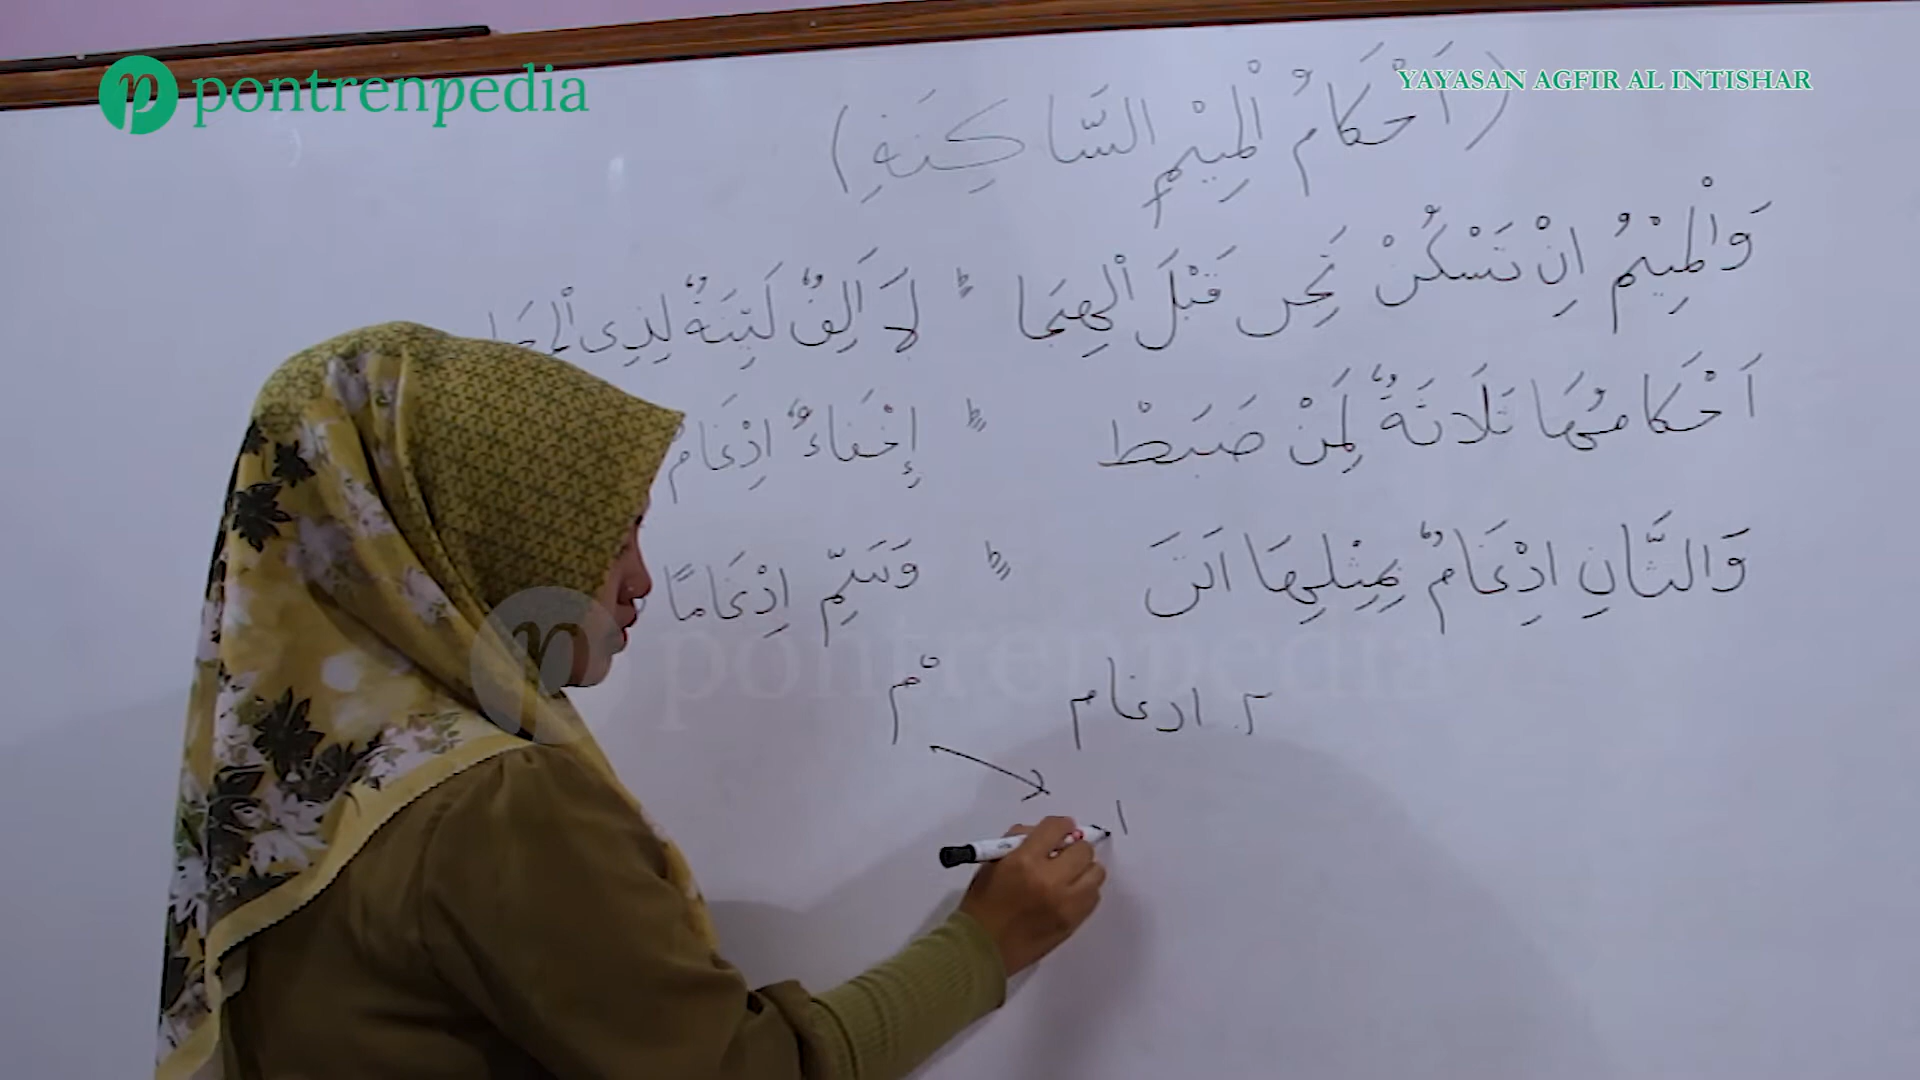 pontrenpedia
YAYASAN AGFIR AL INTISHAR
(اَحْكَامُ الْمِيْمِ السَّاكِنَةِ)
وَالْمِيْمُ اِنْ تَسْكُنْ تَجِى قَبْلَ الْهِجَا لَا اَلِفٌ لَيِّنَةٌ لِذِى الْحِجَا
اَحْكَامُهَا ثَلَاثَةٌ لِمَنْ ضَبَطْ إِخْفَاءٌ اِدْغَامٌ
وَالثَّانِ اِدْغَامٌ بِمِثْلِهَا اَتَى وَسَمِّ اِدْغَامًا
٢. ادغام مْ
pontrenpedia